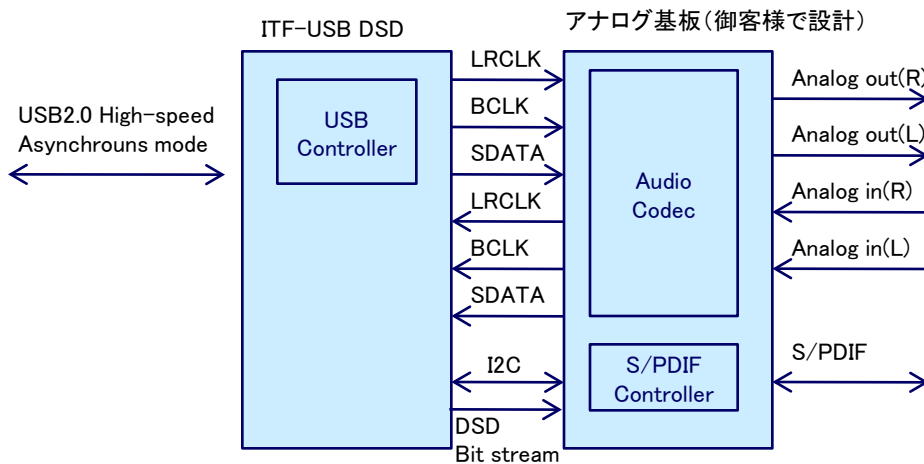 ITF-USB DSD
アナログ基板(御客様で設計)
USB2.0 High-speed
Asynchrouns mode
USB
Controller
LRCLK
BCLK
SDATA
LRCLK
BCLK
SDATA
I2C
DSD
Bit stream
Audio
Codec
S/PDIF
Controller
Analog out(R)
Analog out(L)
Analog in(R)
Analog in(L)
S/PDIF